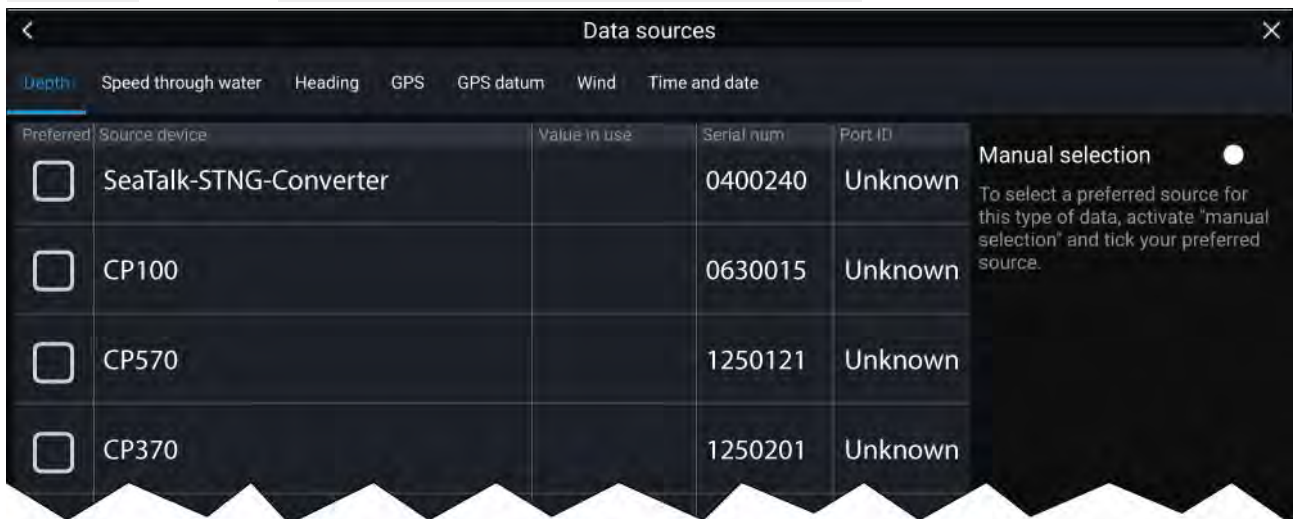 Data sources
Depth Speed through water Heading GPS GPS datum Wind Time and date
Preferred Source device Value in use Serial num Port ID
SeaTalk-STNG-Converter 0400240 Unknown
CP100 0630015 Unknown
CP570 1250121 Unknown
CP370 1250201 Unknown
Manual selection
To select a preferred source for
this type of data, activate "manual
selection" and tick your preferred
source.